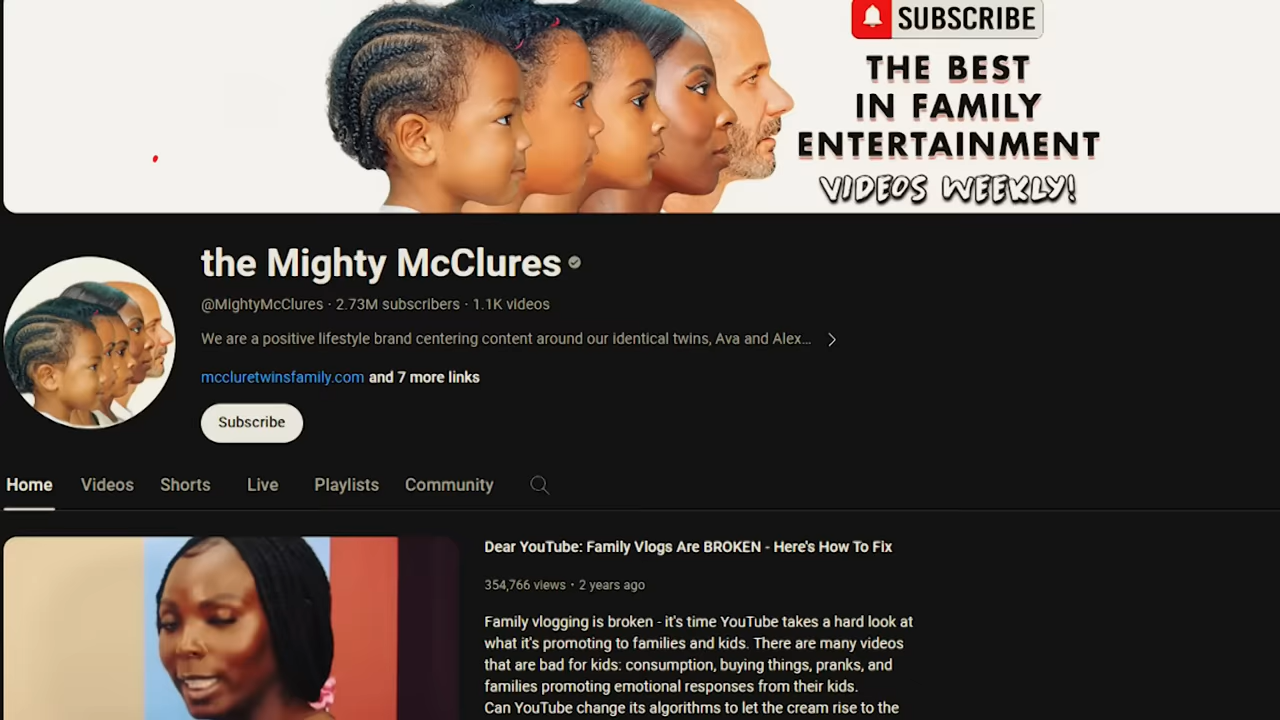 SUBSCRIBE
THE BEST
IN FAMILY
ENTERTAINMENT
VIDEOS WEEKLY!
the Mighty McClures
@MightyMcClures · 2.73M subscribers · 1.1K videos
We are a positive lifestyle brand centering content around our identical twins, Ava and Alex...
mccluretwinsfamily.com and 7 more links
Subscribe
Home Videos Shorts Live Playlists Community
Dear YouTube: Family Vlogs Are BROKEN - Here's How To Fix
354,766 views · 2 years ago
Family vlogging is broken - it's time YouTube takes a hard look at
what it's promoting to families and kids. There are many videos
that are bad for kids: consumption, buying things, pranks, and
families promoting emotional responses from their kids.
Can YouTube change its algorithms to let the cream rise to the